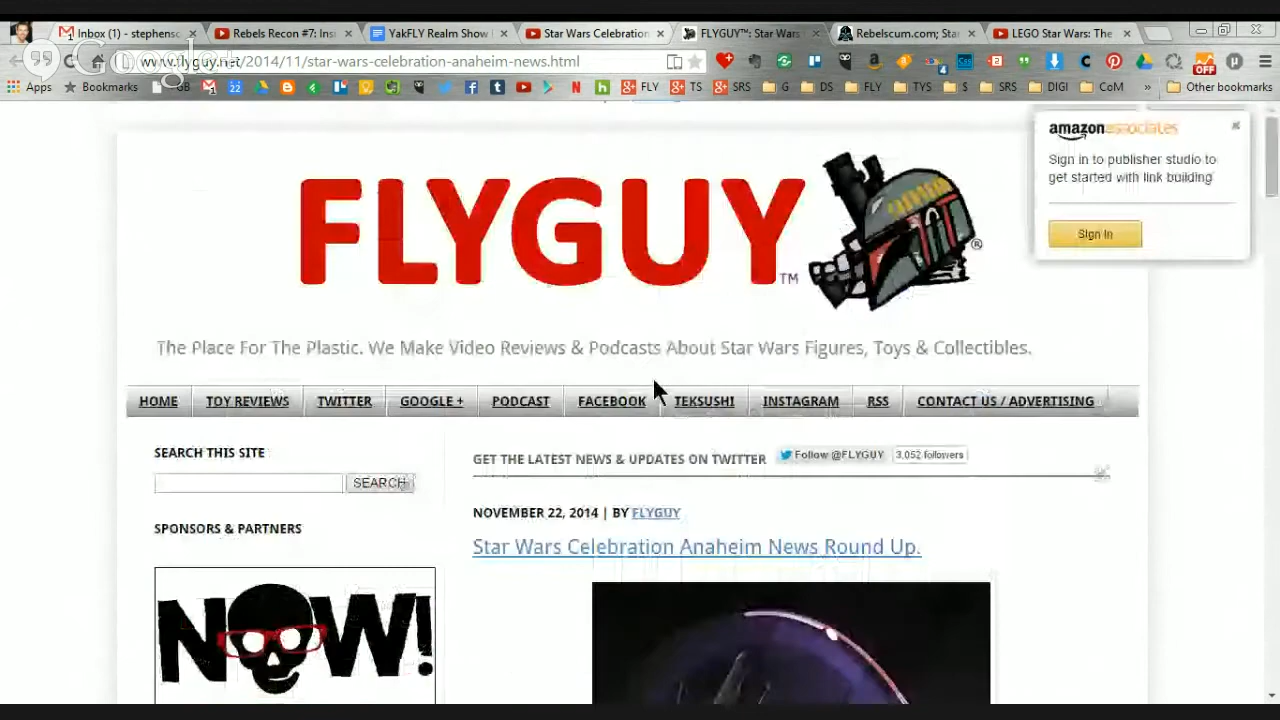 Inbox (1) - stephensc
Rebels Recon #7: Ins
YakFLY Realm Show
Star Wars Celebration
FLYGUY™: Star Wars
Rebelscum.com; Sta
LEGO Star Wars: The
Google
www.flyguy.net/2014/11/star-wars-celebration-anaheim-news.html
Apps
Bookmarks
GB
FLY
TS
SRS
G
DS
FLY
TYS
S
SRS
DIGI
CoM
»
Other bookmarks
amazon associates
Sign in to publisher studio to
get started with link building
Sign In
FLYGUY™
®
The Place For The Plastic. We Make Video Reviews & Podcasts About Star Wars Figures, Toys & Collectibles.
HOME
TOY REVIEWS
TWITTER
GOOGLE +
PODCAST
FACEBOOK
TEKSUSHI
INSTAGRAM
RSS
CONTACT US / ADVERTISING
SEARCH THIS SITE
SEARCH
SPONSORS & PARTNERS
NOW!
GET THE LATEST NEWS & UPDATES ON TWITTER
Follow @FLYGUY
3,052 followers
NOVEMBER 22, 2014 | BY FLYGUY
Star Wars Celebration Anaheim News Round Up.